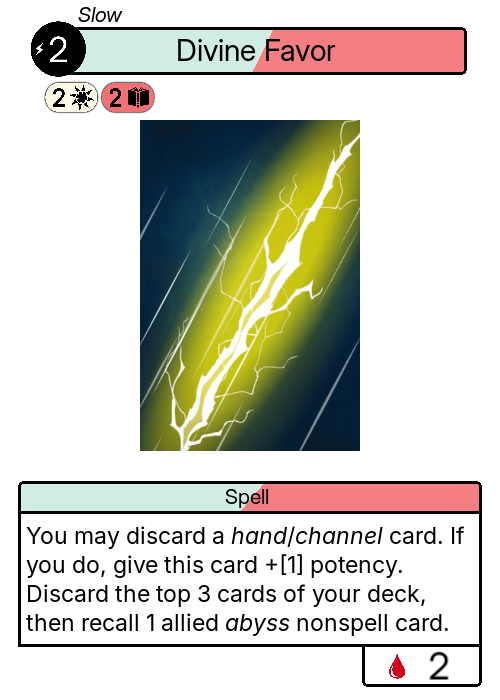 Slow
2
Divine Favor
2 2
Spell
You may discard a hand/channel card. If
you do, give this card +[1] potency.
Discard the top 3 cards of your deck,
then recall 1 allied abyss nonspell card.
2